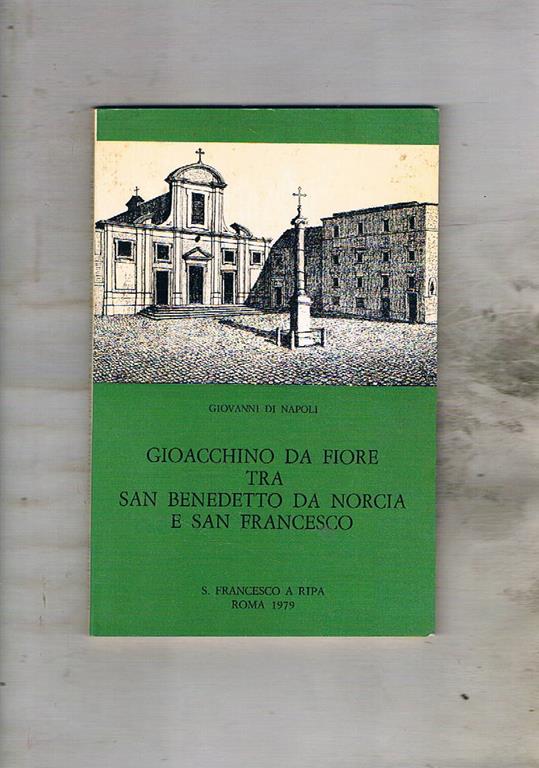 GIOVANNI DI NAPOLI
GIOACCHINO DA FIORE
TRA
SAN BENEDETTO DA NORCIA
E SAN FRANCESCO
S. FRANCESCO A RIPA
ROMA 1979